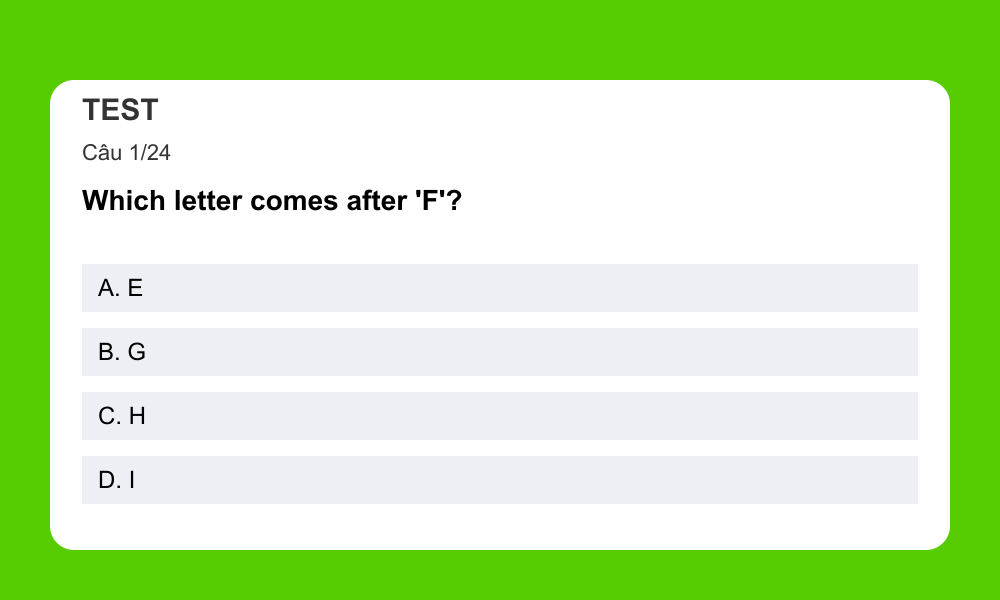 TEST
Câu 1/24
Which letter comes after 'F'?
A. E
B. G
C. H
D. I